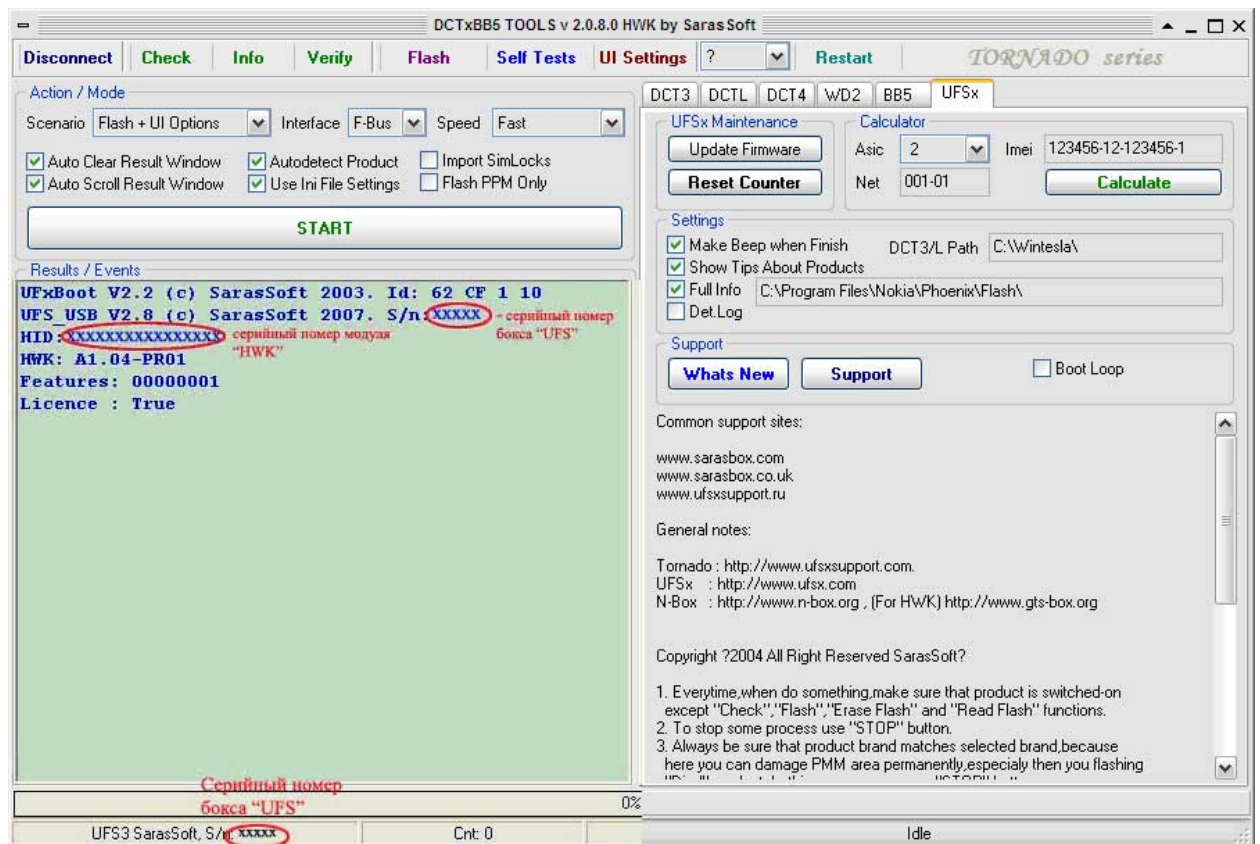 DCTxBB5 TOOLS v 2.0.8.0 HWK by SarasSoft
Disconnect Check Info Verify Flash Self Tests UI Settings ? Restart TORNADO series
Action / Mode
Scenario Flash + UI Options Interface F-Bus Speed Fast
Auto Clear Result Window Autodetect Product Import SimLocks
Auto Scroll Result Window Use Ini File Settings Flash PPM Only
START
Results / Events
UFxBoot V2.2 (c) SarasSoft 2003. Id: 62 CF 1 10
UFS_USB V2.8 (c) SarasSoft 2007. S/n: XXXXX - серийный номер
бокса “UFS”
HID: XXXXXXXXXXXXXXXX серийный номер модуля
“HWK”
HWK: A1.04-PR01
Features: 00000001
Licence : True
Серийный номер
бокса “UFS”
0%
UFS3 SarasSoft, S/n: XXXXX Cnt: 0 Idle
DCT3 DCTL DCT4 WD2 BB5 UFSx
UFSx Maintenance
Update Firmware
Reset Counter
Calculator
Asic 2 Imei 123456-12-123456-1
Net 001-01 Calculate
Settings
Make Beep when Finish DCT3/L Path C:\Wintesla\
Show Tips About Products
Full Info C:\Program Files\Nokia\Phoenix\Flash\
Det.Log
Support
Whats New Support Boot Loop
Common support sites:
www.sarasbox.com
www.sarasbox.co.uk
www.ufsxsupport.ru
General notes:
Tornado : http://www.ufsxsupport.com.
UFSx : http://www.ufsx.com
N-Box : http://www.n-box.org , (For HWK) http://www.gts-box.org
Copyright ?2004 All Right Reserved SarasSoft?
1. Everytime,when do something,make sure that product is switched-on
except "Check","Flash","Erase Flash" and "Read Flash" functions.
2. To stop some process use "STOP" button.
3. Always be sure that product brand matches selected brand,because
here you can damage PMM area permanently,especialy then you flashing